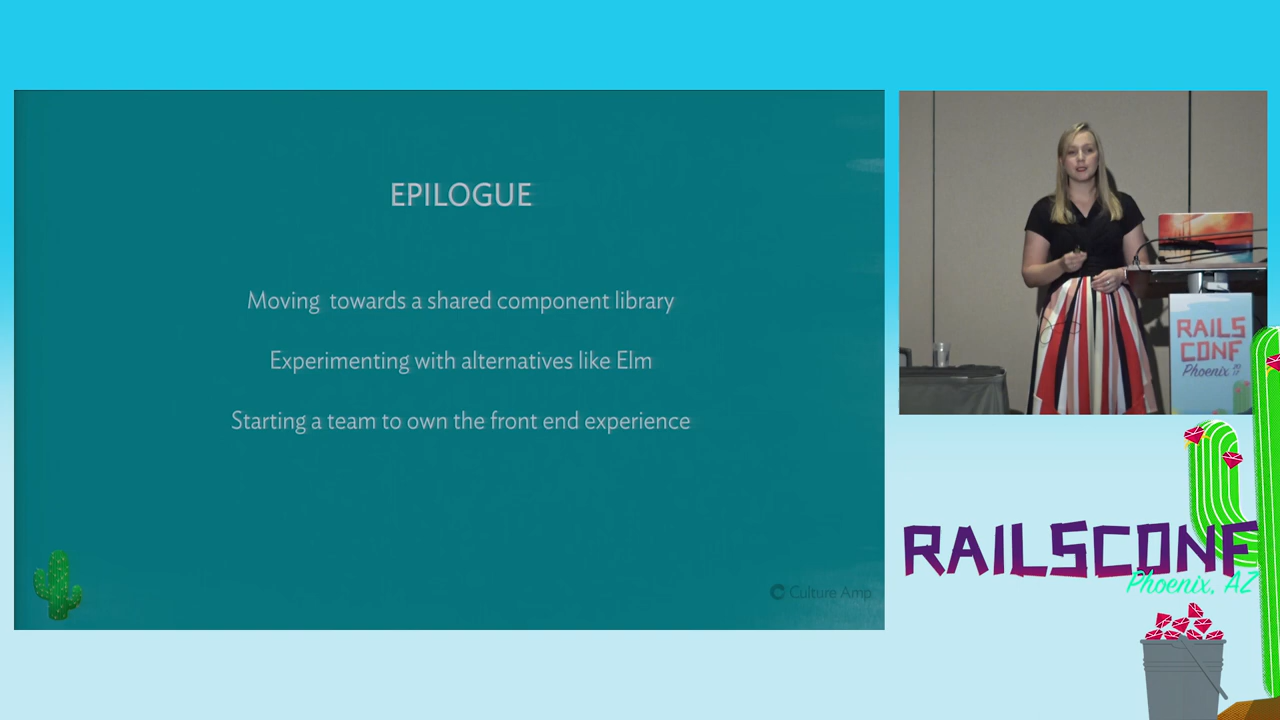 EPILOGUE
Moving towards a shared component library
Experimenting with alternatives like Elm
Starting a team to own the front end experience
Culture Amp
RAILS
CONF
Phoenix
RAILSCONF
Phoenix, AZ